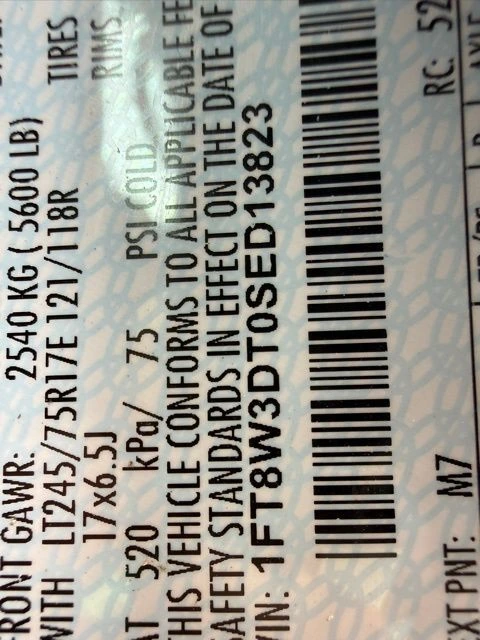 TIRES
RONT GAWR: 2540 KG ( 5600 LB)
RIMS
WITH LT245/75R17E 121/118R
17x6.5J
AT 520 kPa/ 75 PSI COLD
THIS VEHICLE CONFORMS TO ALL APPLICABLE FE
SAFETY STANDARDS IN EFFECT ON THE DATE OF
VIN: 1FT8W3DT0SED13823
EXT PNT: M7 RC: 52